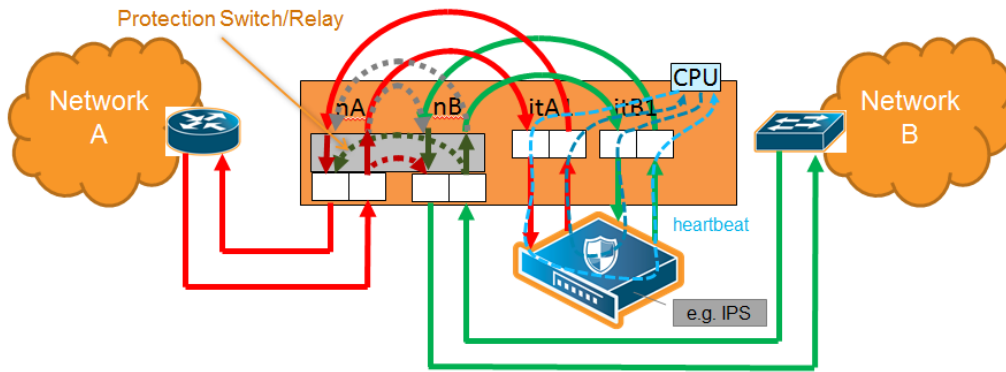 Protection Switch/Relay
Network
A
nA
nB
itA1
itB1
CPU
Network
B
heartbeat
e.g. IPS